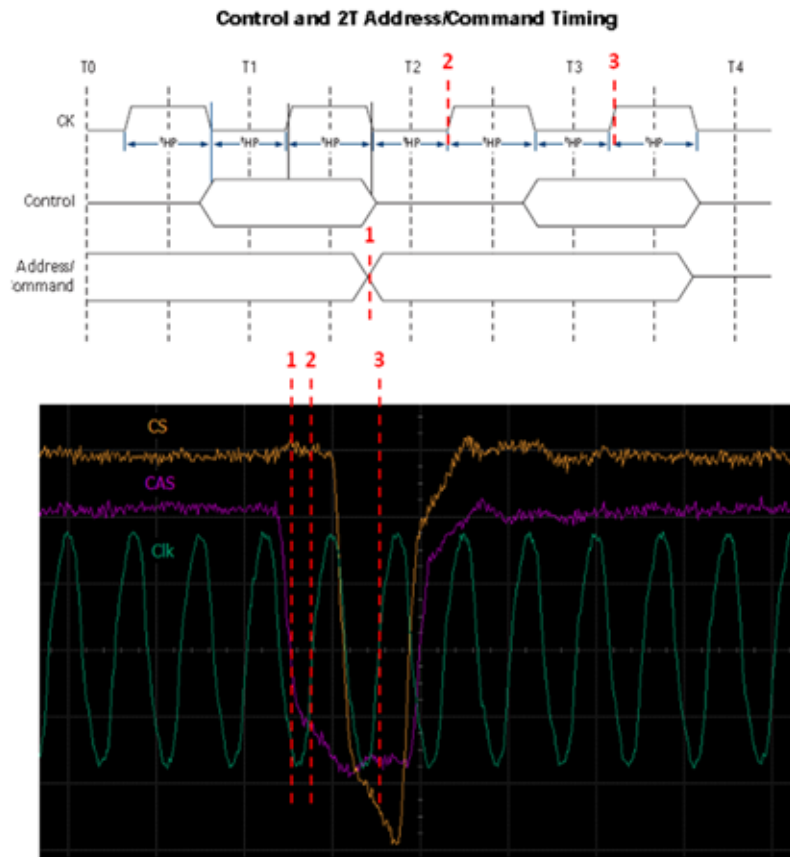 Control and 2T Address/Command Timing
2 3
T0 T1 T2 T3 T4
CK
tHP tHP tHP tHP tHP tHP tHP
Control
1
Address/
ommand
1 2 3
CS
CAS
Clk